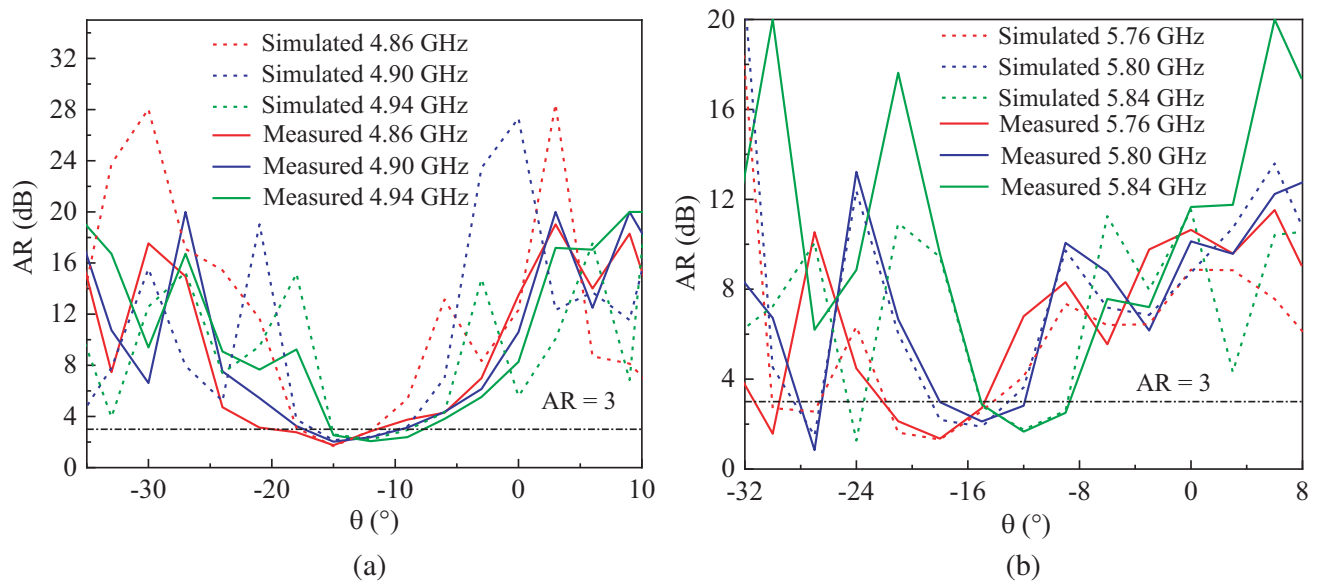 Simulated 4.86 GHz
Simulated 4.90 GHz
Simulated 4.94 GHz
Measured 4.86 GHz
Measured 4.90 GHz
Measured 4.94 GHz
AR = 3
AR (dB)
32
28
24
20
16
12
8
4
0
-30
-20
-10
0
10
θ (°)
(a)
Simulated 5.76 GHz
Simulated 5.80 GHz
Simulated 5.84 GHz
Measured 5.76 GHz
Measured 5.80 GHz
Measured 5.84 GHz
AR = 3
AR (dB)
20
16
12
8
4
0
-32
-24
-16
-8
0
8
θ (°)
(b)